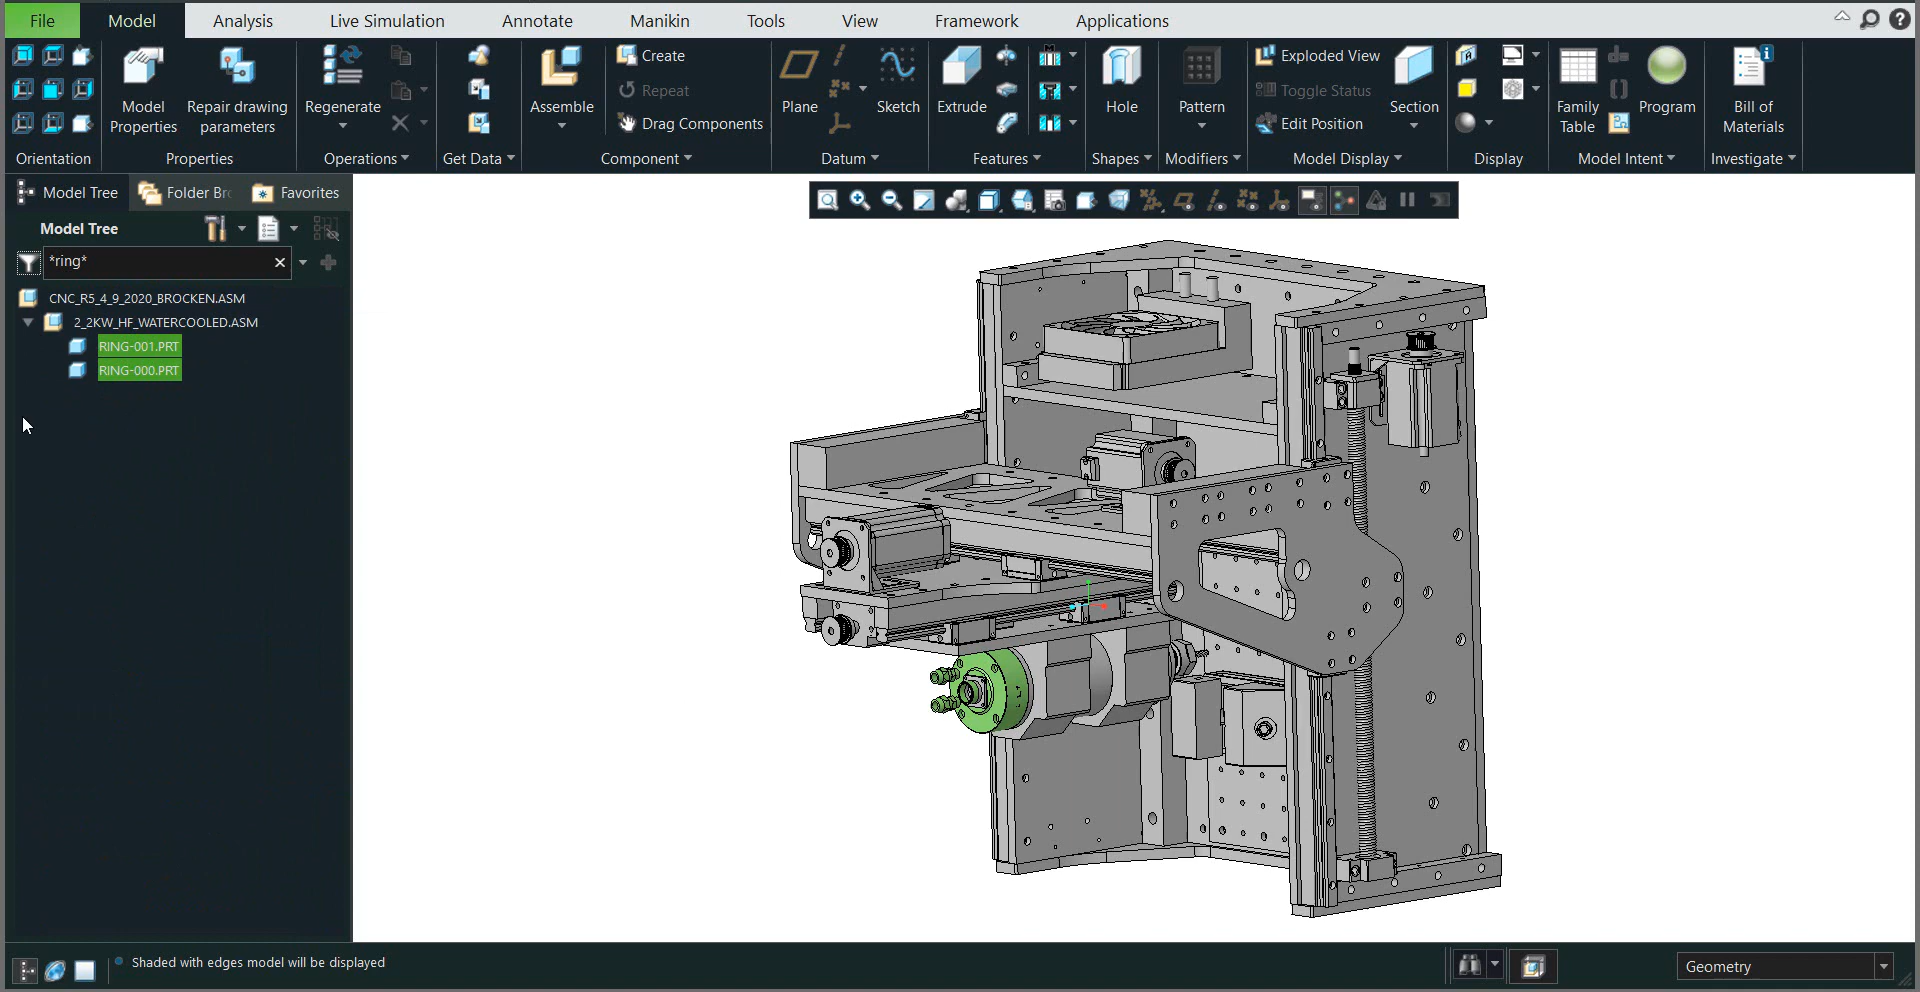 File Model Analysis Live Simulation Annotate Manikin Tools View Framework Applications
Model Properties
Repair drawing parameters
Regenerate
Assemble
Create
Repeat
Drag Components
Plane
Sketch
Extrude
Hole
Pattern
Exploded View
Toggle Status
Edit Position
Section
Family Table
Program
Bill of Materials
Orientation Properties Operations Get Data Component Datum Features Shapes Modifiers Model Display Display Model Intent Investigate
Model Tree Folder Br Favorites
Model Tree
*ring*
CNC_R5_4_9_2020_BROCKEN.ASM
2_2KW_HF_WATERCOOLED.ASM
RING-001.PRT
RING-000.PRT
Shaded with edges model will be displayed
Geometry